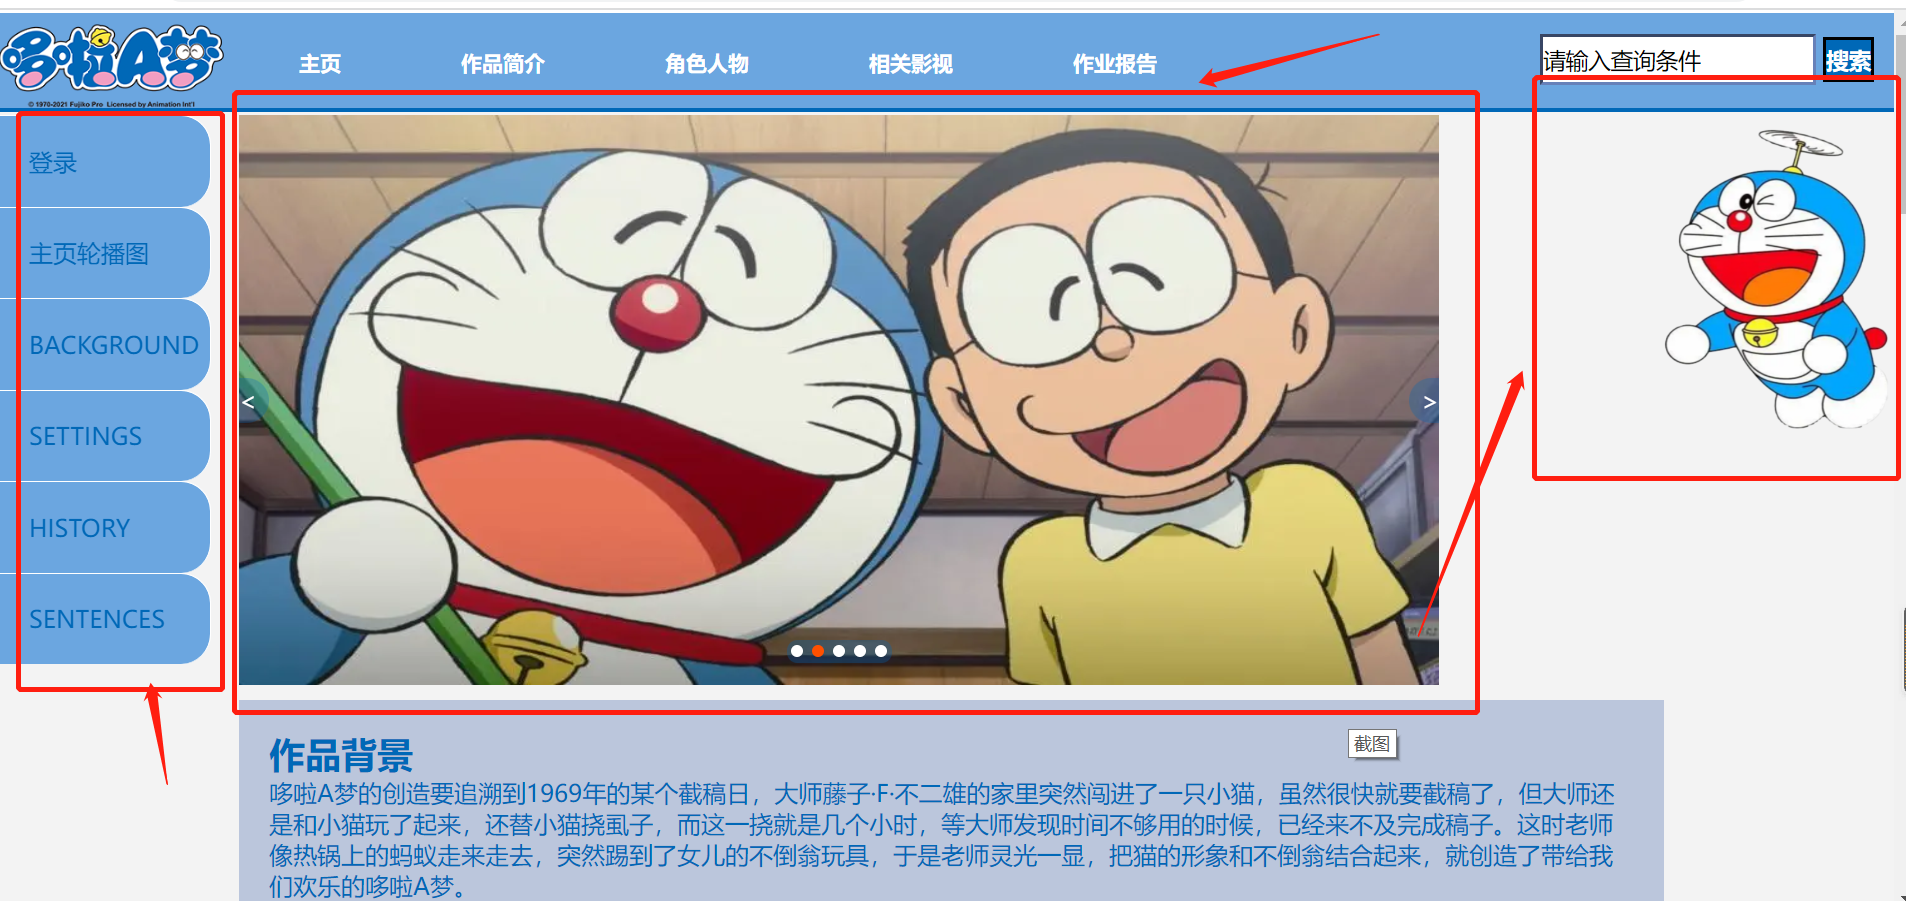 哆啦A梦
© 1970-2021 Fujiko Pro Licensed by Animation Int'l
主页 作品简介 角色人物 相关影视 作业报告
请输入查询条件 搜索
登录
主页轮播图
BACKGROUND
SETTINGS
HISTORY
SENTENCES
< >
截图
作品背景
哆啦A梦的创造要追溯到1969年的某个截稿日，大师藤子·F·不二雄的家里突然闯进了一只小猫，虽然很快就要截稿了，但大师还
是和小猫玩了起来，还替小猫挠虱子，而这一挠就是几个小时，等大师发现时间不够用的时候，已经来不及完成稿子。这时老师
像热锅上的蚂蚁走来走去，突然踢到了女儿的不倒翁玩具，于是老师灵光一显，把猫的形象和不倒翁结合起来，就创造了带给我
们欢乐的哆啦A梦。